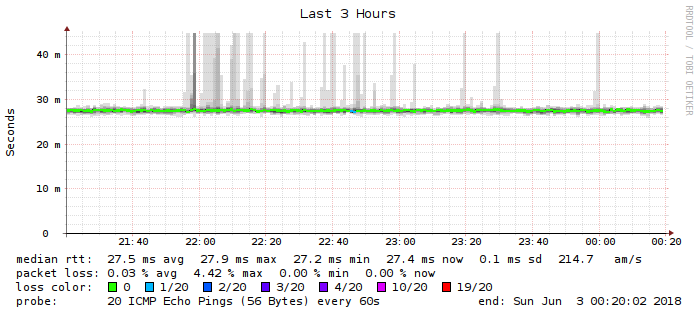 Last 3 Hours
RRDTOOL / TOBI OETIKER
Seconds
40 m
30 m
20 m
10 m
0
21:40 22:00 22:20 22:40 23:00 23:20 23:40 00:00 00:20
median rtt: 27.5 ms avg 27.9 ms max 27.2 ms min 27.4 ms now 0.1 ms sd 214.7 am/s
packet loss: 0.03 % avg 4.42 % max 0.00 % min 0.00 % now
loss color: 0 1/20 2/20 3/20 4/20 10/20 19/20
probe: 20 ICMP Echo Pings (56 Bytes) every 60s end: Sun Jun 3 00:20:02 2018